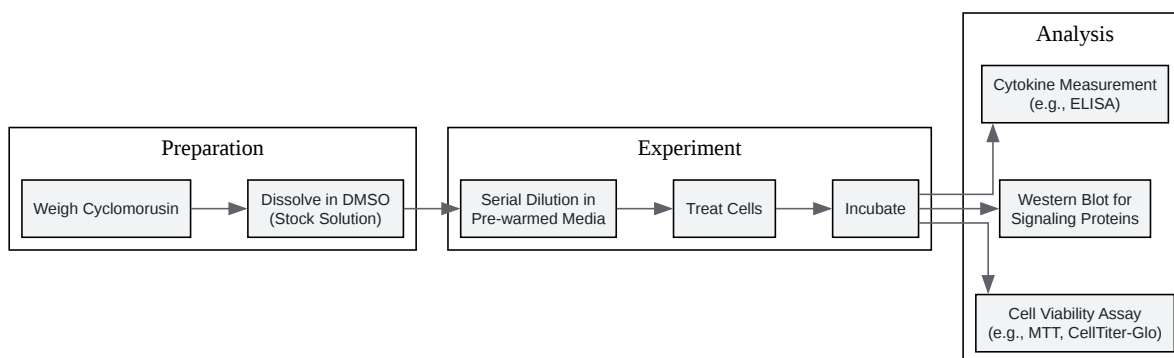 Preparation
Weigh Cyclomorusin
Dissolve in DMSO
(Stock Solution)
Experiment
Serial Dilution in
Pre-warmed Media
Treat Cells
Incubate
Analysis
Cytokine Measurement
(e.g., ELISA)
Western Blot for
Signaling Proteins
Cell Viability Assay
(e.g., MTT, CellTiter-Glo)